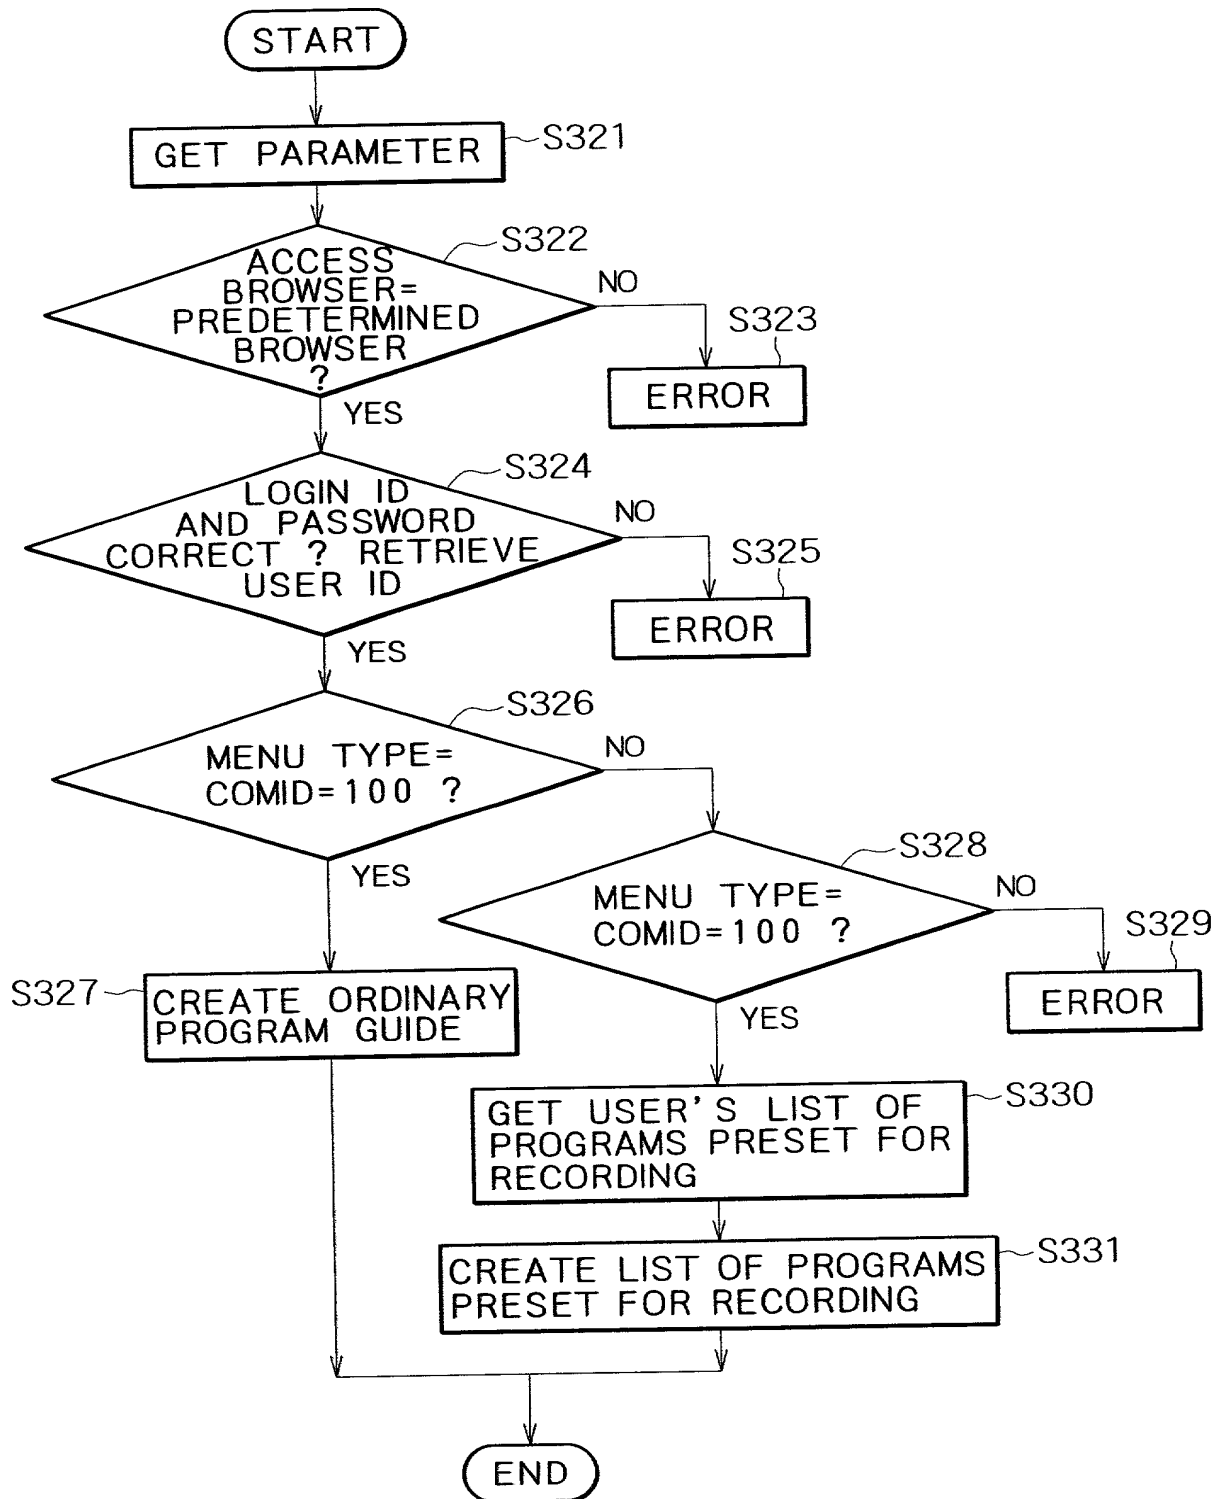 START
GET PARAMETER
S321
S322
ACCESS
BROWSER=
PREDETERMINED
BROWSER
?
NO
S323
ERROR
YES
S324
LOGIN ID
AND PASSWORD
CORRECT ? RETRIEVE
USER ID
NO
S325
ERROR
YES
S326
MENU TYPE=
COMID=100 ?
NO
YES
S328
MENU TYPE=
COMID=100 ?
NO
S329
ERROR
YES
S327
CREATE ORDINARY
PROGRAM GUIDE
S330
GET USER'S LIST OF
PROGRAMS PRESET FOR
RECORDING
S331
CREATE LIST OF PROGRAMS
PRESET FOR RECORDING
END